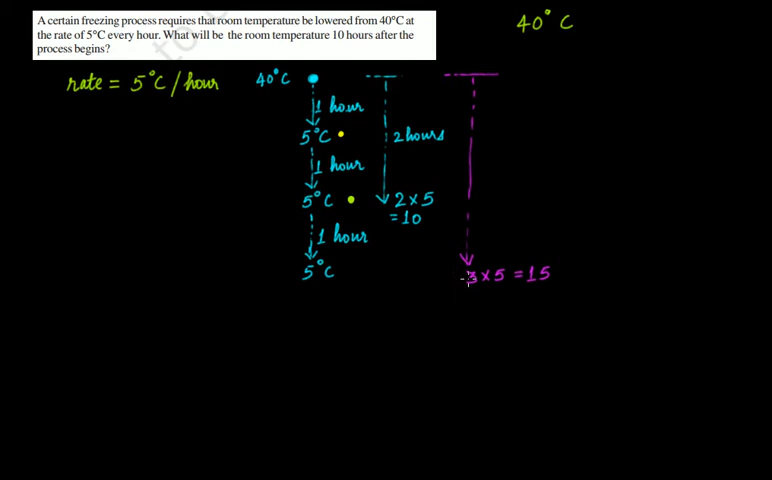 A certain freezing process requires that room temperature be lowered from 40°C at
the rate of 5°C every hour. What will be the room temperature 10 hours after the
process begins?
40°C
rate = 5°C/hour
40°C
1 hour
5°C
2 hours
1 hour
5°C
2×5
=10
1 hour
5°C
3×5 =15